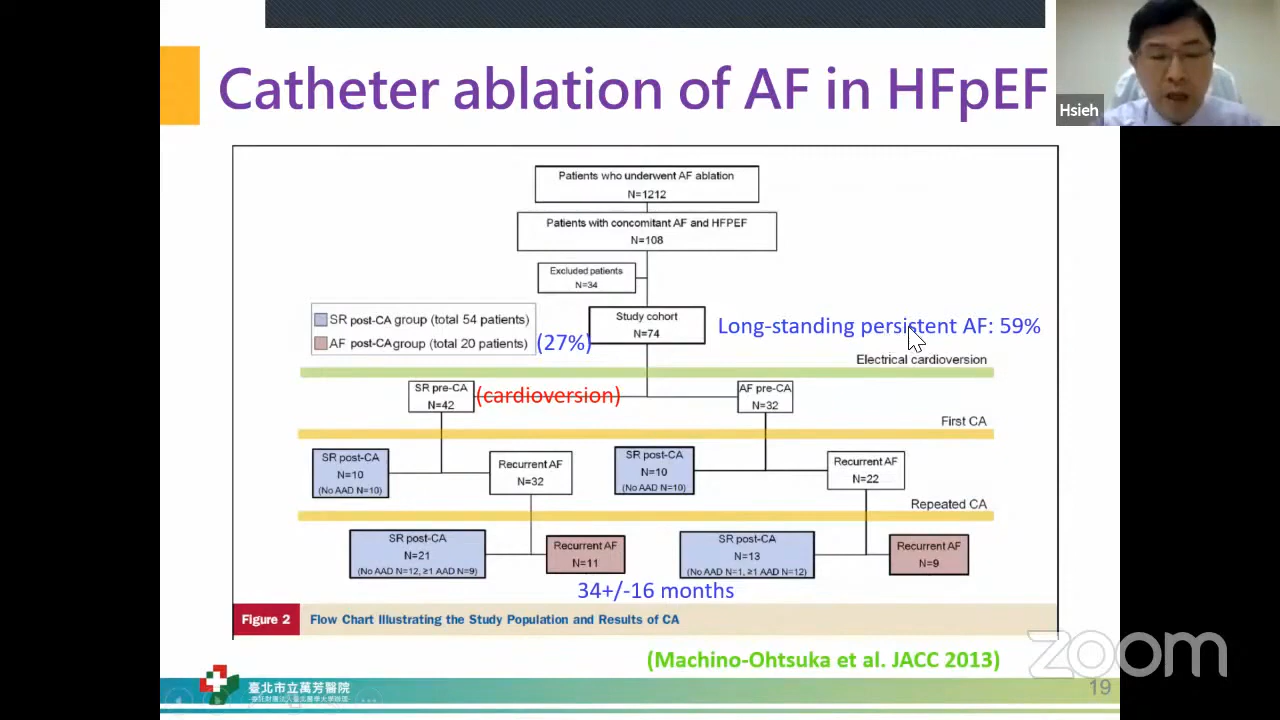 Catheter ablation of AF in HFpEF
Hsieh
Patients who underwent AF ablation
N=1212
Patients with concomitant AF and HFPEF
N=108
Excluded patients
N=34
SR post-CA group (total 54 patients)
AF post-CA group (total 20 patients)
(27%)
Study cohort
N=74
Long-standing persistent AF: 59%
Electrical cardioversion
SR pre-CA
N=42
(cardioversion)
AF pre-CA
N=32
First CA
SR post-CA
N=10
(No AAD N=10)
Recurrent AF
N=32
SR post-CA
N=10
(No AAD N=10)
Recurrent AF
N=22
Repeated CA
SR post-CA
N=21
(No AAD N=12, ≥1 AAD N=9)
Recurrent AF
N=11
SR post-CA
N=13
(No AAD N=1, ≥1 AAD N=12)
Recurrent AF
N=9
34+/-16 months
Figure 2
Flow Chart Illustrating the Study Population and Results of CA
(Machino-Ohtsuka et al. JACC 2013)
zoom
臺北市立萬芳醫院
19